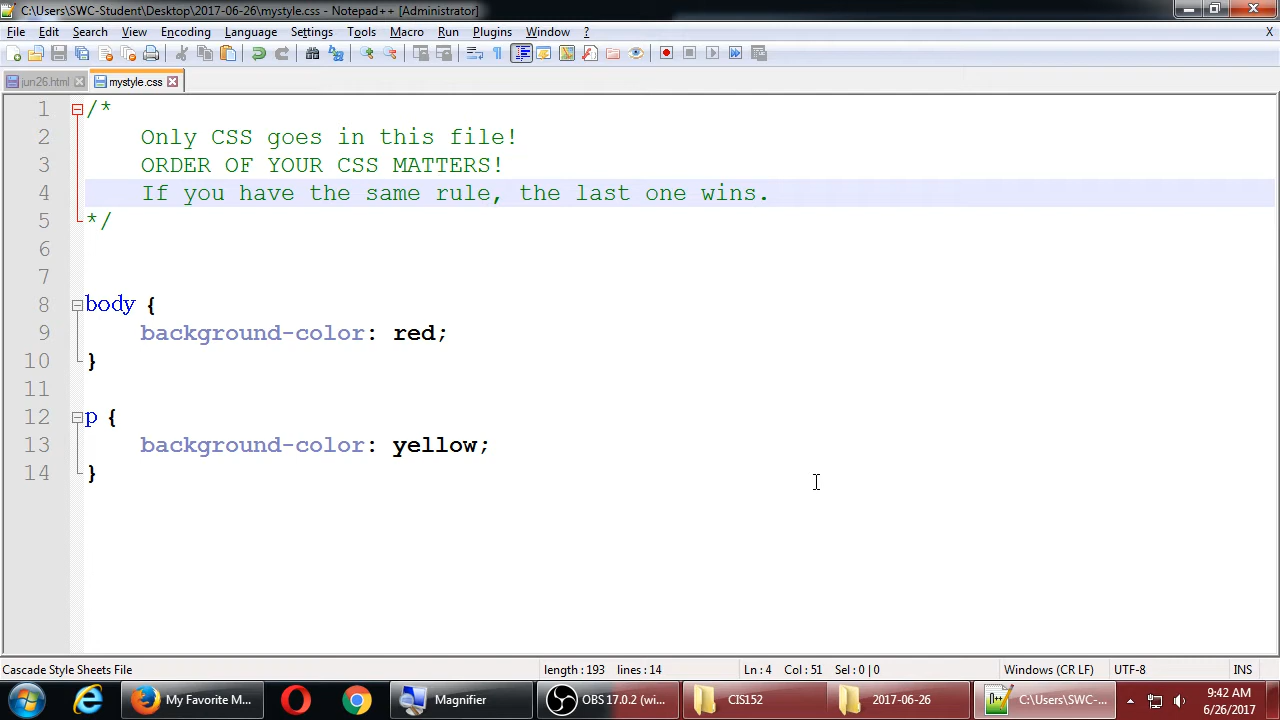 C:\Users\SWC-Student\Desktop\2017-06-26\mystyle.css - Notepad++ [Administrator]
File Edit Search View Encoding Language Settings Tools Macro Run Plugins Window ? X
jun26.html mystyle.css
1 /*
2 Only CSS goes in this file!
3 ORDER OF YOUR CSS MATTERS!
4 If you have the same rule, the last one wins.
5 */
6
7
8 body {
9 background-color: red;
10 }
11
12 p {
13 background-color: yellow;
14 }
Cascade Style Sheets File length : 193 lines : 14 Ln : 4 Col : 51 Sel : 0 | 0 Windows (CR LF) UTF-8 INS
My Favorite M... Magnifier OBS 17.0.2 (wi... CIS152 2017-06-26 C:\Users\SWC-... 9:42 AM
6/26/2017